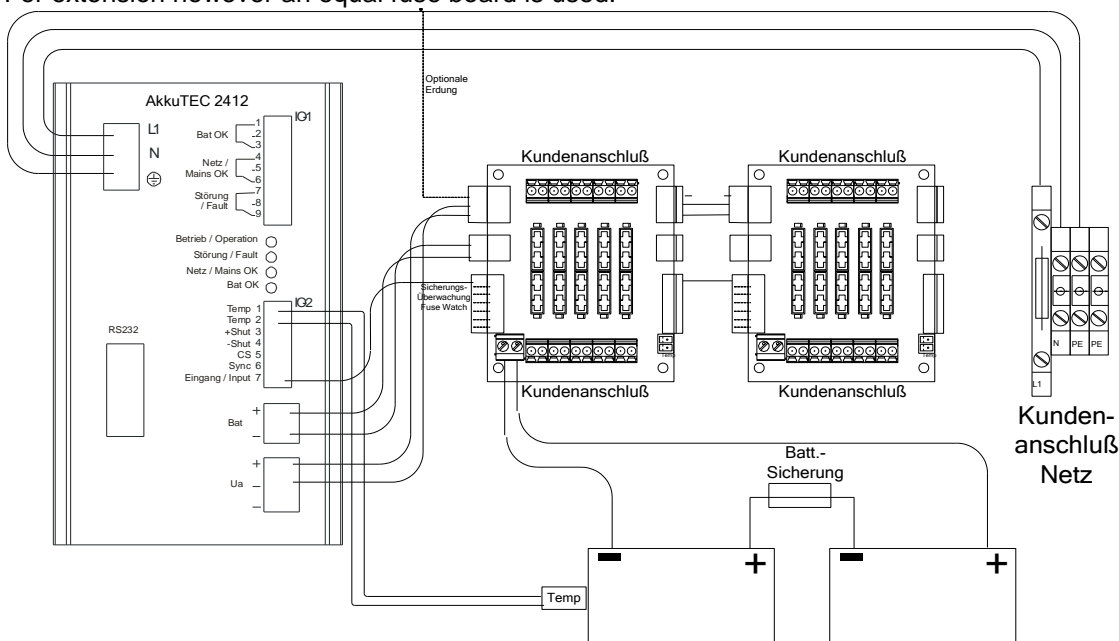 For extension however an equal fuse board is used.
Optionale
Erdung
AkkuTEC 2412
L1
N
Bat OK
Netz /
Mains OK
Störung
/ Fault
1
2
3
4
5
6
7
8
9
IO-1
Betrieb / Operation
Störung / Fault
Netz / Mains OK
Bat OK
IO2
Temp 1
Temp 2
+Shut 3
-Shut 4
CS 5
Sync 6
Eingang / Input 7
RS232
+
Bat
–
+
Ua
–
–
Kundenanschluß
Kundenanschluß
Sicherungs-
Überwachung
Fuse Watch
Kundenanschluß
Kundenanschluß
N
PE
PE
L1
Kunden-
anschluß
Netz
Batt.-
Sicherung
Temp
–
+
–
+